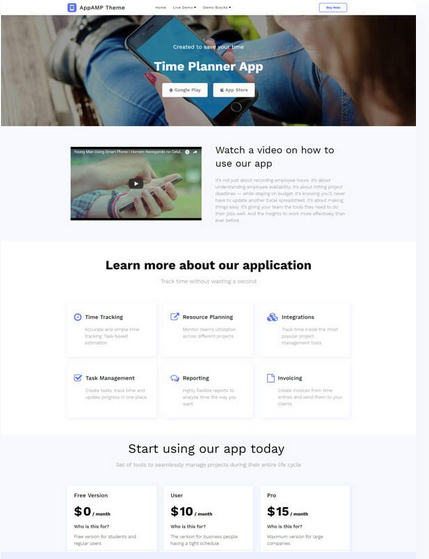 AppAMP Theme
Home Live Demo Demo Blocks
Buy Now
Created to save your time
Time Planner App
Google Play App Store
Young Man Using Smart Phone
Watch a video on how to
use our app
It's not just about recording employee hours. It's about
understanding employee availability. It's about hitting project
deadlines — while staying on budget. It's knowing you'll never
have to update another Excel spreadsheet. It's about making
things easy. It's giving your team the tools they need to do
their jobs well. And the insights to work more effectively than
ever before.
Learn more about our application
Track time without wasting a second
Time Tracking
Accurate and simple time
tracking. Task-based
estimation
Resource Planning
Monitor team's utilization
across different projects
Integrations
Track time inside the most
popular project
management tools
Task Management
Create tasks, track time and
update progress in one place
Reporting
Highly flexible reports to
analyze time the way you
want
Invoicing
Create invoices from time
entries and send them to your
clients
Start using our app today
Set of tools to seamlessly manage projects during their entire life cycle
Free Version
$0 / month
Who is this for?
Free version for students and
regular users
User
$10 / month
Who is this for?
The version for business people
having a tight schedule
Pro
$15 / month
Who is this for?
Maximum version for large
companies